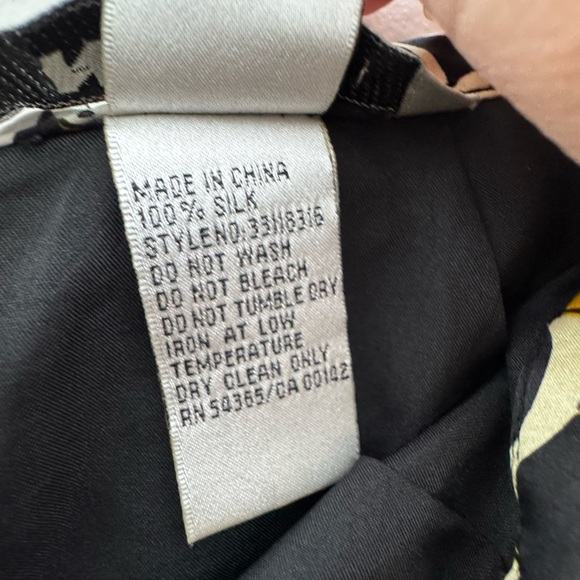 MADE IN CHINA
100% SILK
STYLENO:33H8316
DO NOT WASH
DO NOT BLEACH
DO NOT TUMBLE DRY
IRON AT LOW
TEMPERATURE
DRY CLEAN ONLY
RN 54365/CA 00142